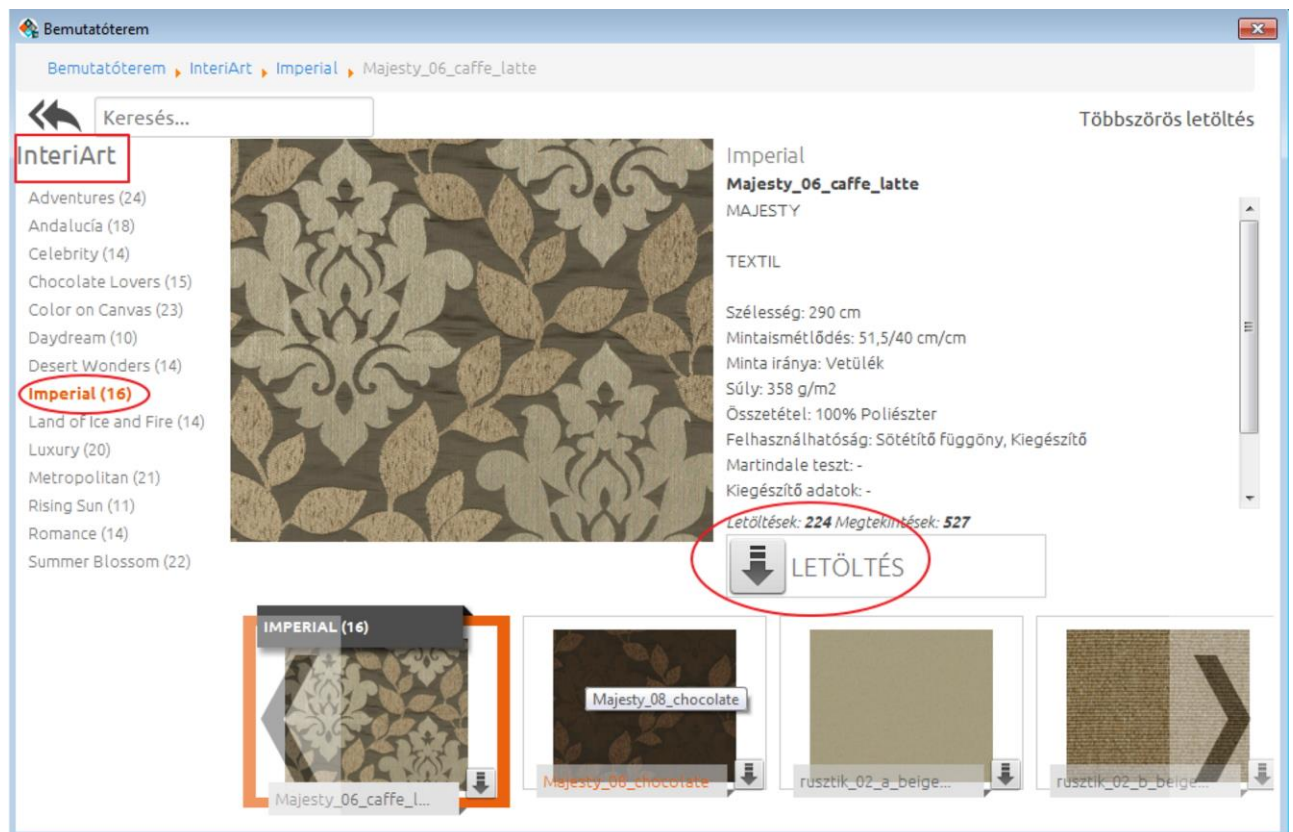 Bemutatóterem
Bemutatóterem InteriArt Imperial Majesty_06_caffe_latte
Keresés...
Többszörös letöltés
InteriArt
Adventures (24)
Andalucía (18)
Celebrity (14)
Chocolate Lovers (15)
Color on Canvas (23)
Daydream (10)
Desert Wonders (14)
Imperial (16)
Land of Ice and Fire (14)
Luxury (20)
Metropolitan (21)
Rising Sun (11)
Romance (14)
Summer Blossom (22)
Imperial
Majesty_06_caffe_latte
MAJESTY
TEXTIL
Szélesség: 290 cm
Mintaismétlődés: 51,5/40 cm/cm
Minta iránya: Vetülék
Súly: 358 g/m2
Összetétel: 100% Poliészter
Felhasználhatóság: Sötétítő függöny, Kiegészítő
Martindale teszt: -
Kiegészítő adatok: -
Letöltések: 224 Megtekintések: 527
LETÖLTÉS
IMPERIAL (16)
Majesty_06_caffe_l...
Majesty_08_chocolate
Majesty_08_chocolate
rusztik_02_a_beige...
rusztik_02_b_beige...